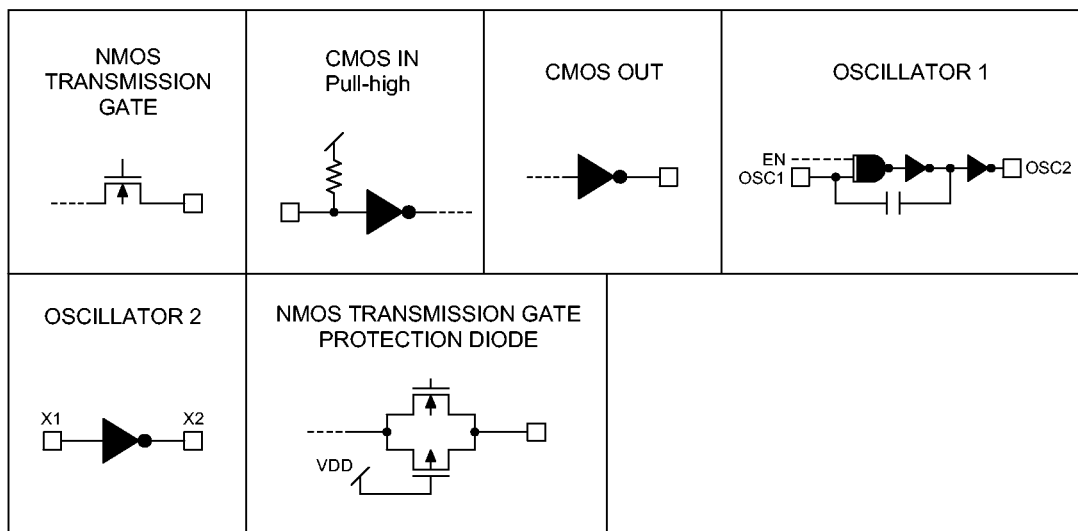 NMOS
TRANSMISSION
GATE
CMOS IN
Pull-high
CMOS OUT
OSCILLATOR 1
EN
OSC1
OSC2
OSCILLATOR 2
X1
X2
NMOS TRANSMISSION GATE
PROTECTION DIODE
VDD